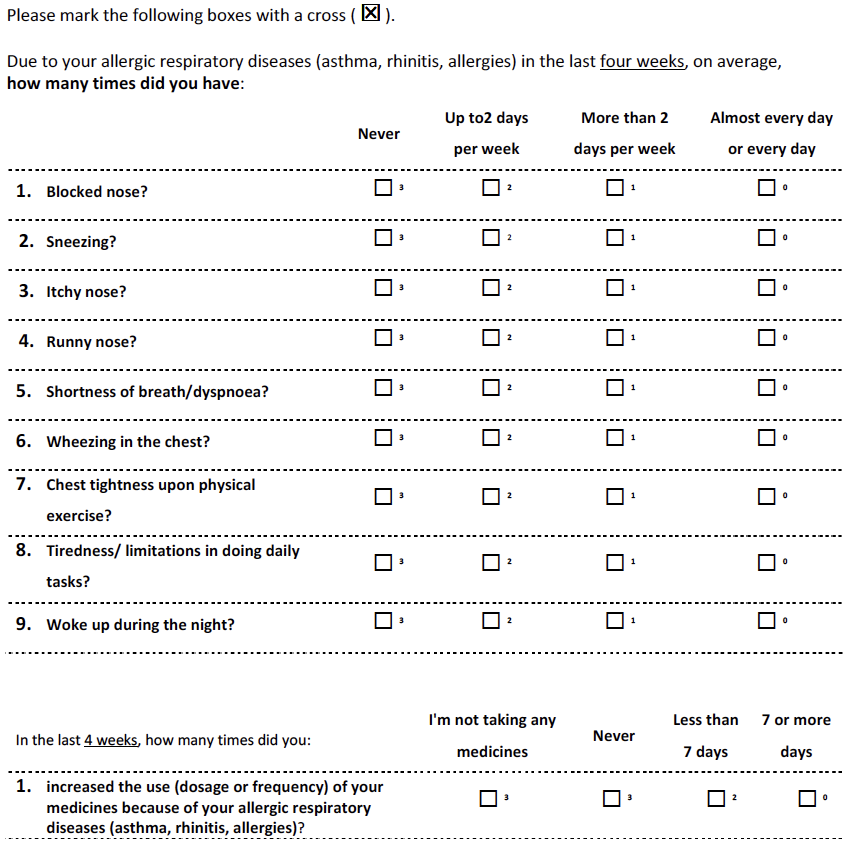 Please mark the following boxes with a cross ( ☒ ).
Due to your allergic respiratory diseases (asthma, rhinitis, allergies) in the last four weeks, on average,
how many times did you have:
Never
Up to2 days
per week
More than 2
days per week
Almost every day
or every day
1. Blocked nose? ☐ 3 ☐ 2 ☐ 1 ☐ 0
2. Sneezing? ☐ 3 ☐ 2 ☐ 1 ☐ 0
3. Itchy nose? ☐ 3 ☐ 2 ☐ 1 ☐ 0
4. Runny nose? ☐ 3 ☐ 2 ☐ 1 ☐ 0
5. Shortness of breath/dyspnoea? ☐ 3 ☐ 2 ☐ 1 ☐ 0
6. Wheezing in the chest? ☐ 3 ☐ 2 ☐ 1 ☐ 0
7. Chest tightness upon physical
exercise? ☐ 3 ☐ 2 ☐ 1 ☐ 0
8. Tiredness/ limitations in doing daily
tasks? ☐ 3 ☐ 2 ☐ 1 ☐ 0
9. Woke up during the night? ☐ 3 ☐ 2 ☐ 1 ☐ 0
In the last 4 weeks, how many times did you:
I'm not taking any
medicines
Never
Less than
7 days
7 or more
days
1. increased the use (dosage or frequency) of your
medicines because of your allergic respiratory ☐ 3 ☐ 3 ☐ 2 ☐ 0
diseases (asthma, rhinitis, allergies)?